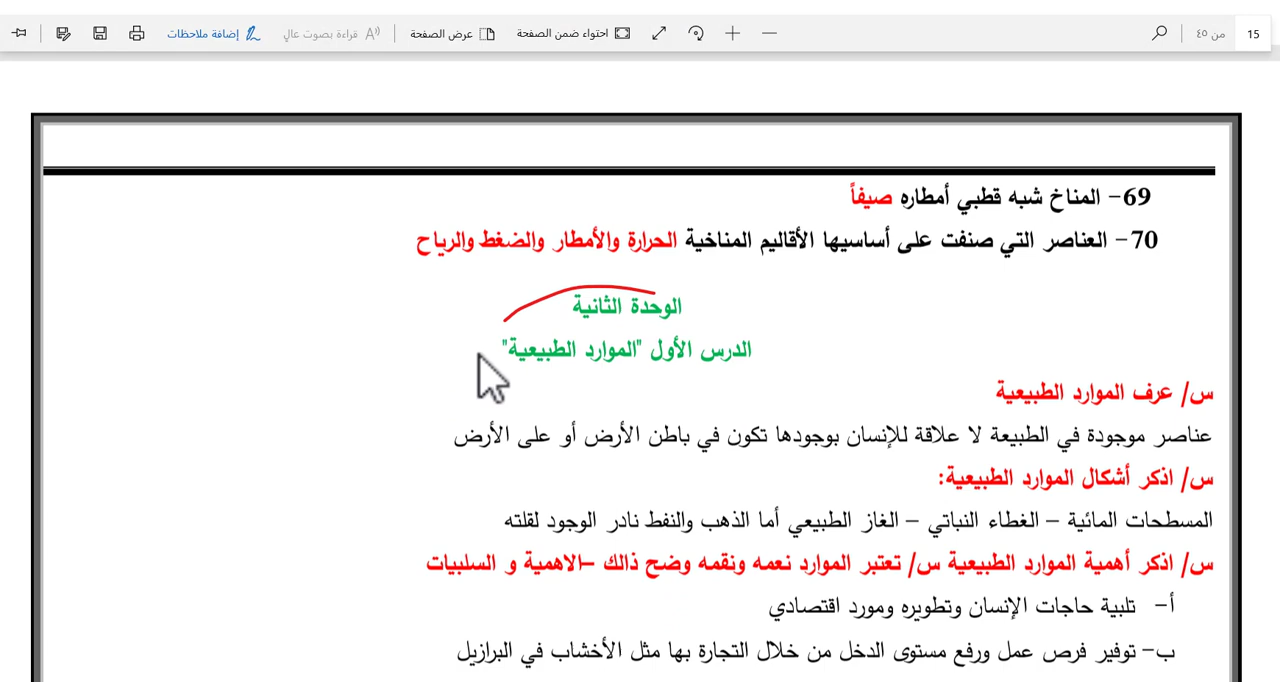 15 من ٤٥ احتواء ضمن الصفحة عرض الصفحة قراءة بصوت عالٍ إضافة ملاحظات
69- المناخ شبه قطبي أمطاره صيفاً
70- العناصر التي صنفت على أساسيها الأقاليم المناخية الحرارة والأمطار والضغط والرياح
الوحدة الثانية
الدرس الأول "الموارد الطبيعية"
س/ عرف الموارد الطبيعية
عناصر موجودة في الطبيعة لا علاقة للإنسان بوجودها تكون في باطن الأرض أو على الأرض
س/ اذكر أشكال الموارد الطبيعية:
المسطحات المائية – الغطاء النباتي – الغاز الطبيعي أما الذهب والنفط نادر الوجود لقلته
س/ اذكر أهمية الموارد الطبيعية س/ تعتبر الموارد نعمه ونقمه وضح ذالك –الاهمية و السلبيات
أ- تلبية حاجات الإنسان وتطويره ومورد اقتصادي
ب- توفير فرص عمل ورفع مستوى الدخل من خلال التجارة بها مثل الأخشاب في البرازيل